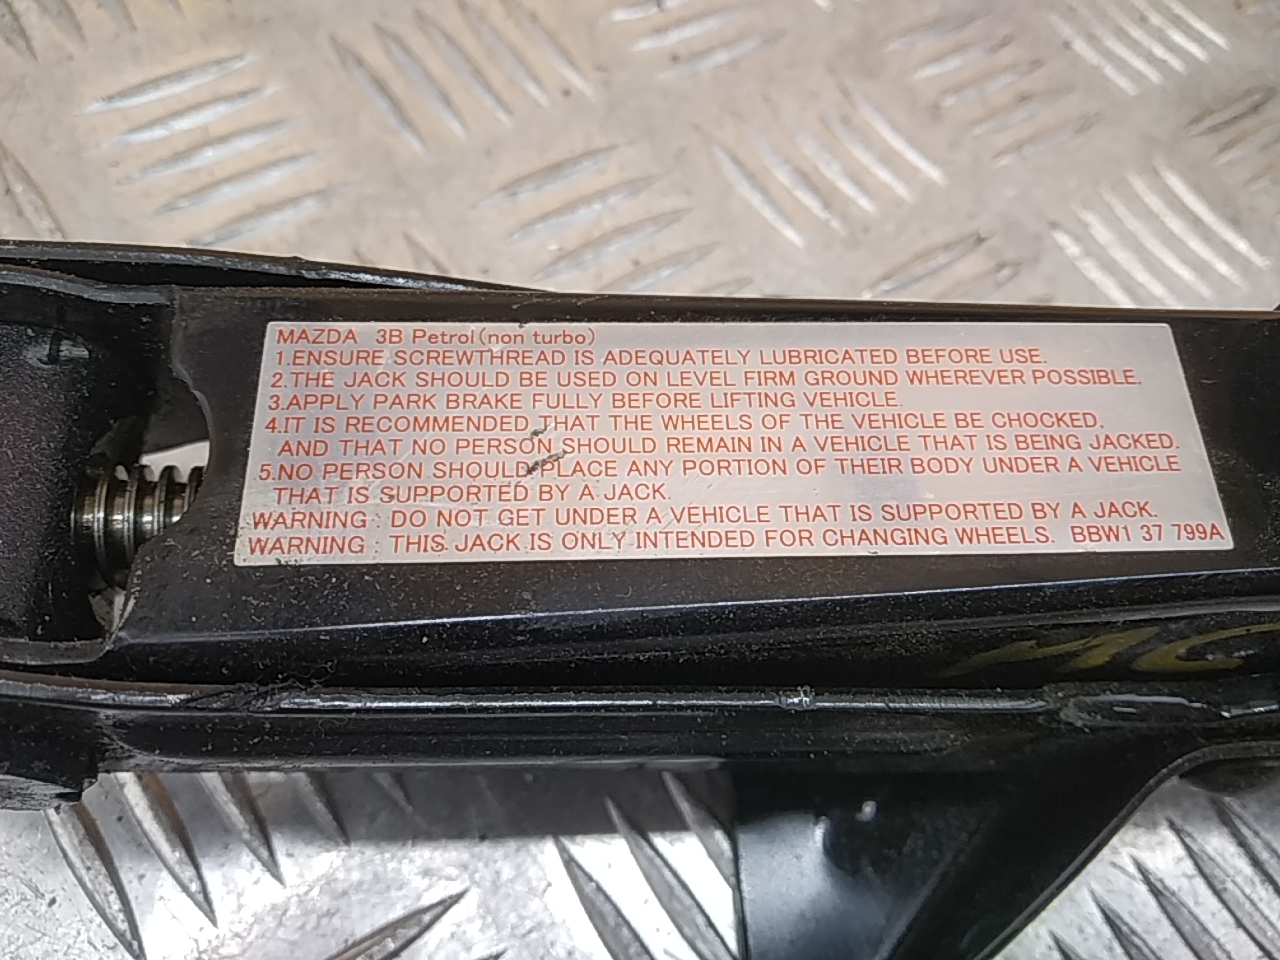 MAZDA 3B Petrol(non turbo)
1.ENSURE SCREWTHREAD IS ADEQUATELY LUBRICATED BEFORE USE.
2.THE JACK SHOULD BE USED ON LEVEL FIRM GROUND WHEREVER POSSIBLE.
3.APPLY PARK BRAKE FULLY BEFORE LIFTING VEHICLE.
4.IT IS RECOMMENDED THAT THE WHEELS OF THE VEHICLE BE CHOCKED,
AND THAT NO PERSON SHOULD REMAIN IN A VEHICLE THAT IS BEING JACKED.
5.NO PERSON SHOULD PLACE ANY PORTION OF THEIR BODY UNDER A VEHICLE
THAT IS SUPPORTED BY A JACK.
WARNING : DO NOT GET UNDER A VEHICLE THAT IS SUPPORTED BY A JACK.
WARNING : THIS JACK IS ONLY INTENDED FOR CHANGING WHEELS. BBW1 37 799A